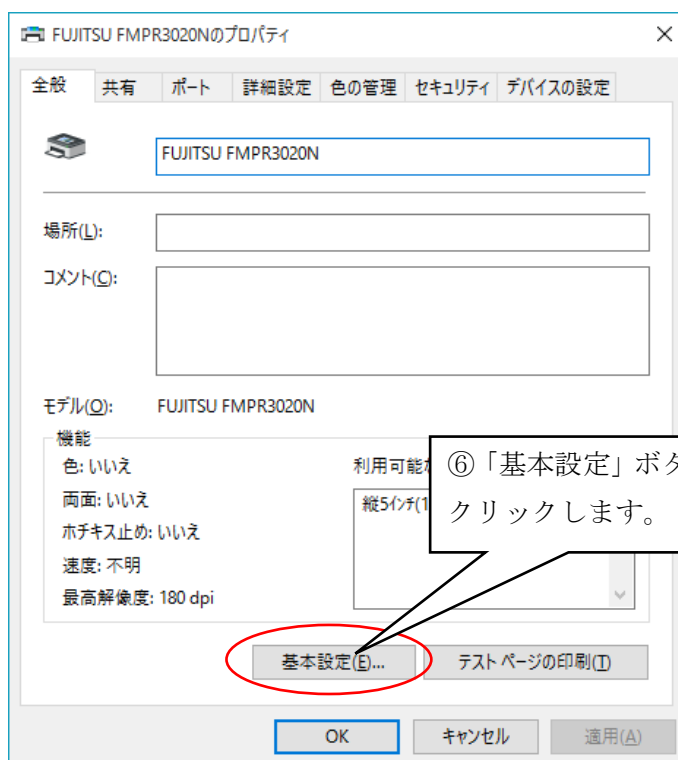 FUJITSU FMPR3020Nのプロパティ
全般 共有 ポート 詳細設定 色の管理 セキュリティ デバイスの設定
FUJITSU FMPR3020N
場所(L):
コメント(C):
モデル(O): FUJITSU FMPR3020N
機能
色: いいえ 利用可能
両面: いいえ
ホチキス止め: いいえ
速度: 不明
最高解像度: 180 dpi
縦5インチ(1
⑥「基本設定」ボタ
クリックします。
基本設定(E)... テスト ページの印刷(T)
OK キャンセル 適用(A)